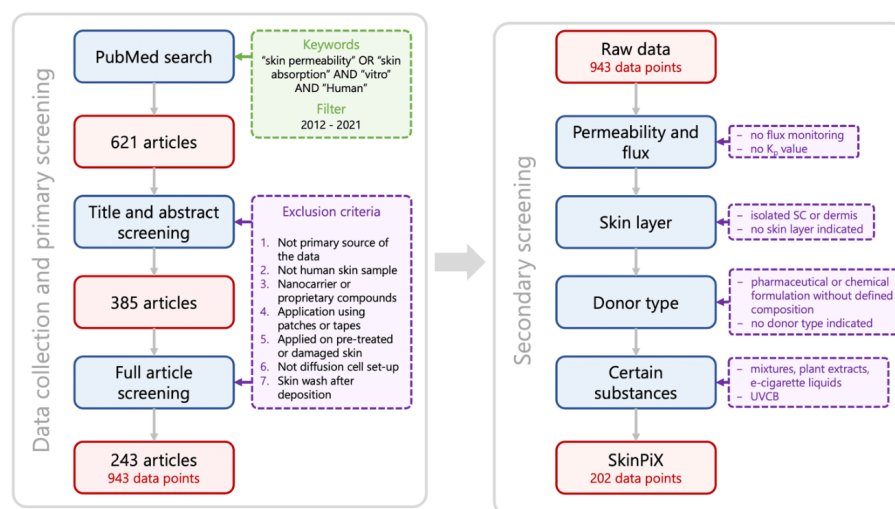 Data collection and primary screening
PubMed search
Keywords
"skin permeability" OR "skin
absorption" AND "vitro"
AND "Human"
Filter
2012 - 2021
621 articles
Title and abstract
screening
Exclusion criteria
1. Not primary source of
the data
2. Not human skin sample
3. Nanocarrier or
proprietary compounds
4. Application using
patches or tapes
5. Applied on pre-treated
or damaged skin
6. Not diffusion cell set-up
7. Skin wash after
deposition
385 articles
Full article
screening
243 articles
943 data points
Secondary screening
Raw data
943 data points
Permeability and
flux
– no flux monitoring
– no Kp value
Skin layer
– isolated SC or dermis
– no skin layer indicated
Donor type
– pharmaceutical or chemical
formulation without defined
composition
– no donor type indicated
Certain
substances
– mixtures, plant extracts,
e-cigarette liquids
– UVCB
SkinPiX
202 data points